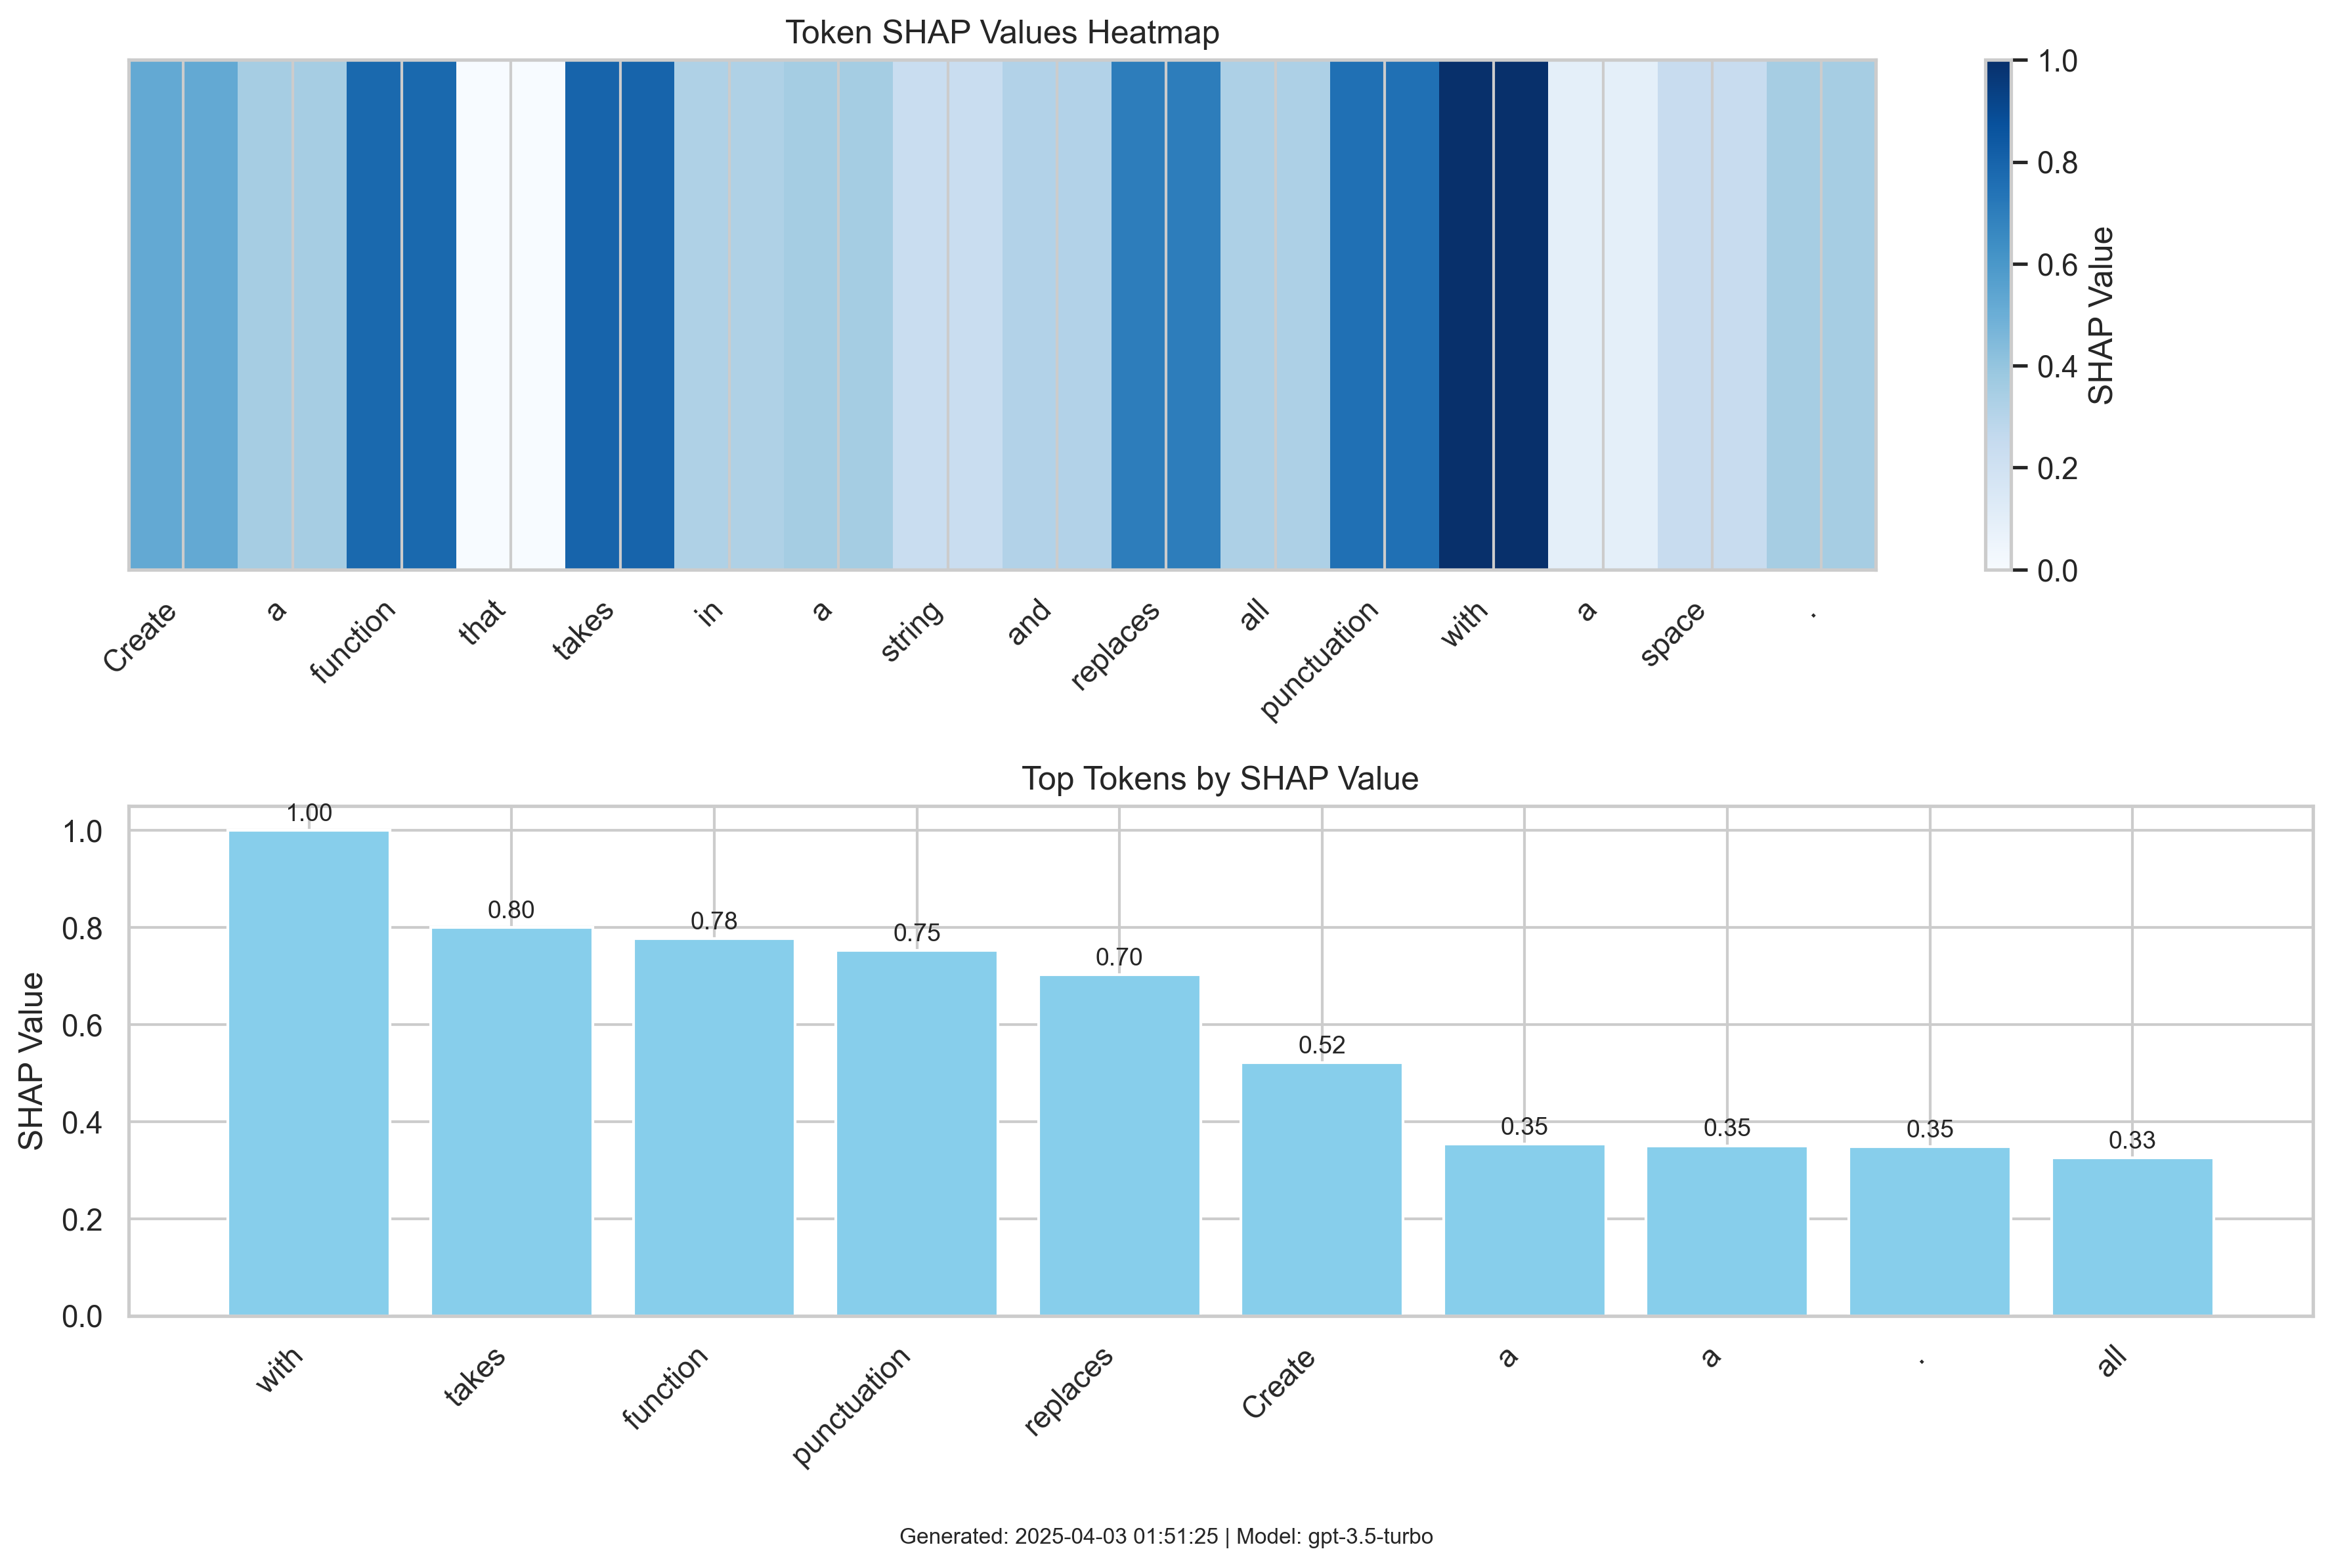 Token SHAP Values Heatmap
1.0
0.8
0.6
0.4
0.2
0.0
SHAP Value
Create
a
function
that
takes
in
a
string
and
replaces
all
punctuation
with
a
space
.
Top Tokens by SHAP Value
SHAP Value
1.0
0.8
0.6
0.4
0.2
0.0
1.00
0.80
0.78
0.75
0.70
0.52
0.35
0.35
0.35
0.33
with
takes
function
punctuation
replaces
Create
a
a
.
all
Generated: 2025-04-03 01:51:25 | Model: gpt-3.5-turbo